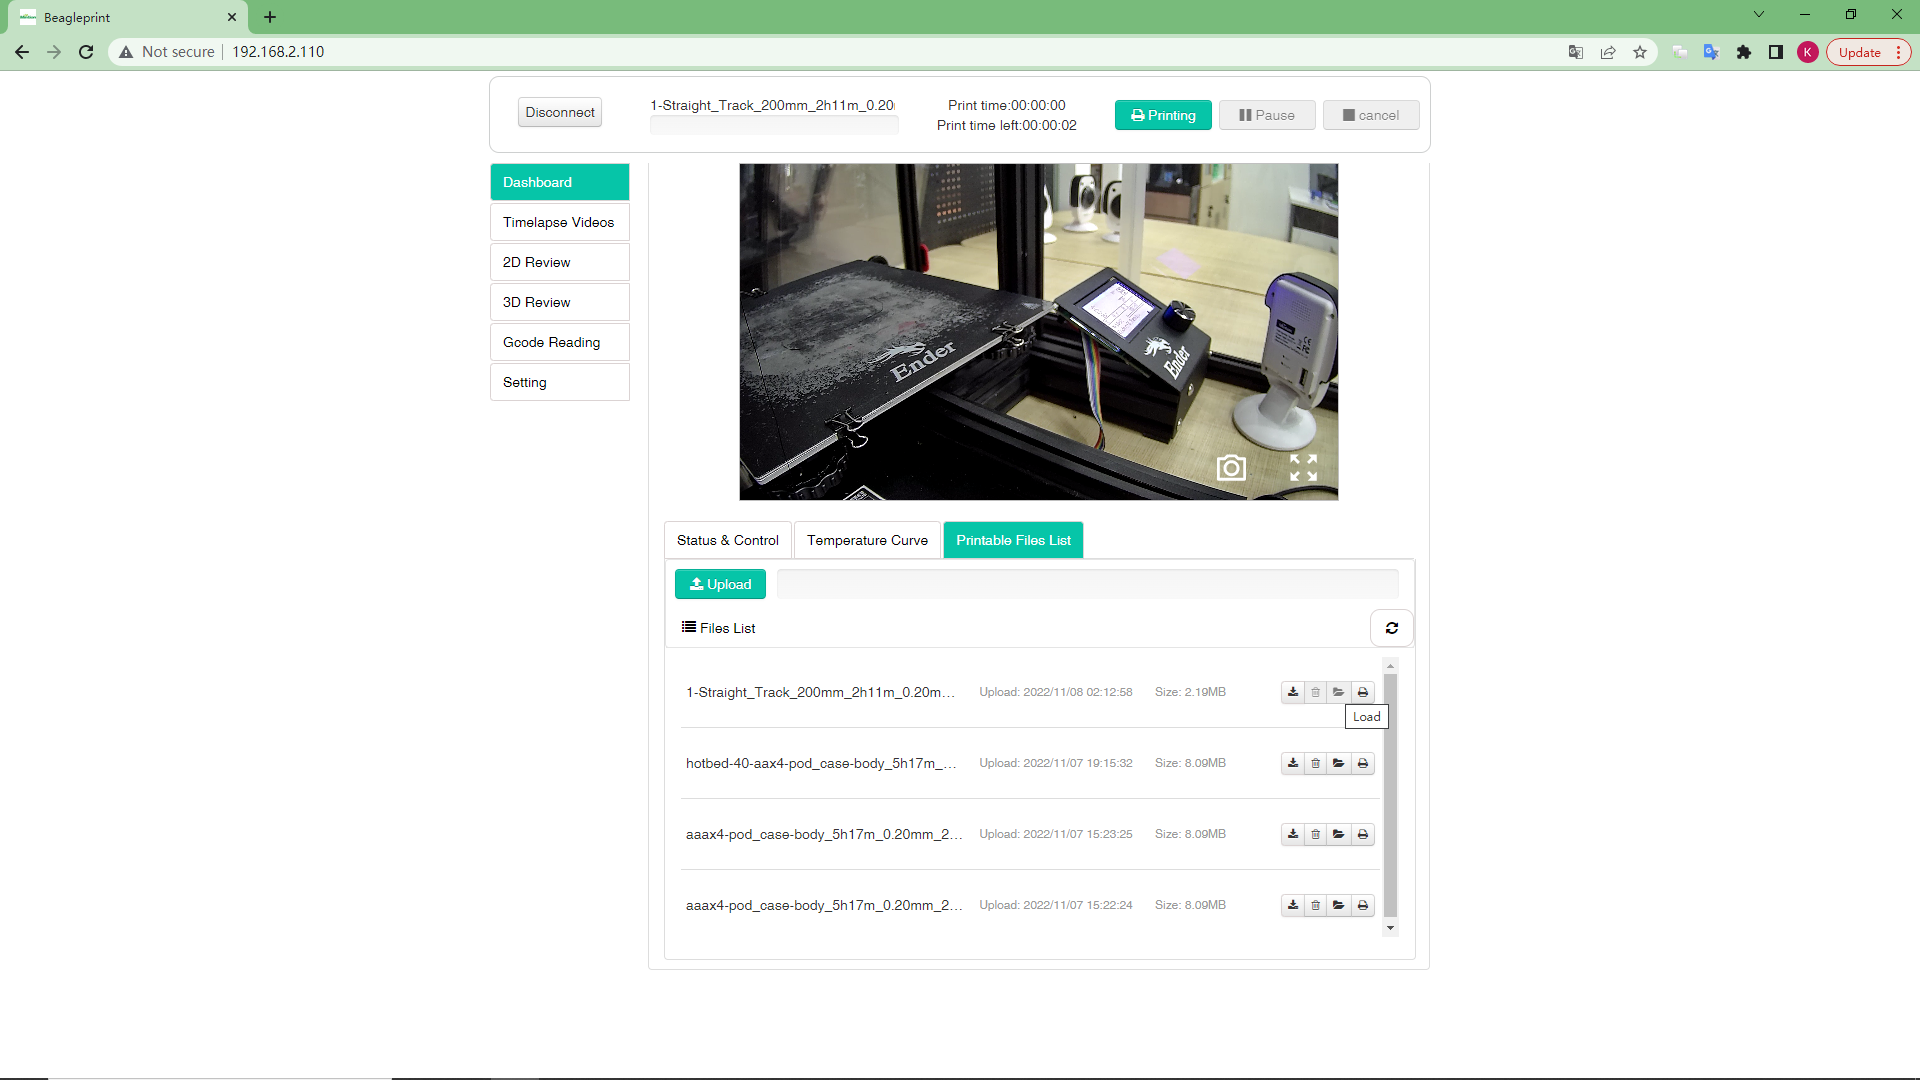 Beagleprint
Not secure
192.168.2.110
K
Update
Disconnect
1-Straight_Track_200mm_2h11m_0.20
Print time:00:00:00
Print time left:00:00:02
Printing
Pause
cancel
Dashboard
Timelapse Videos
2D Review
3D Review
Gcode Reading
Setting
Ender
Ender
Status & Control
Temperature Curve
Printable Files List
Upload
Files List
1-Straight_Track_200mm_2h11m_0.20m... Upload: 2022/11/08 02:12:58 Size: 2.19MB
Load
hotbed-40-aax4-pod_case-body_5h17m_... Upload: 2022/11/07 19:15:32 Size: 8.09MB
aaax4-pod_case-body_5h17m_0.20mm_2... Upload: 2022/11/07 15:23:25 Size: 8.09MB
aaax4-pod_case-body_5h17m_0.20mm_2... Upload: 2022/11/07 15:22:24 Size: 8.09MB